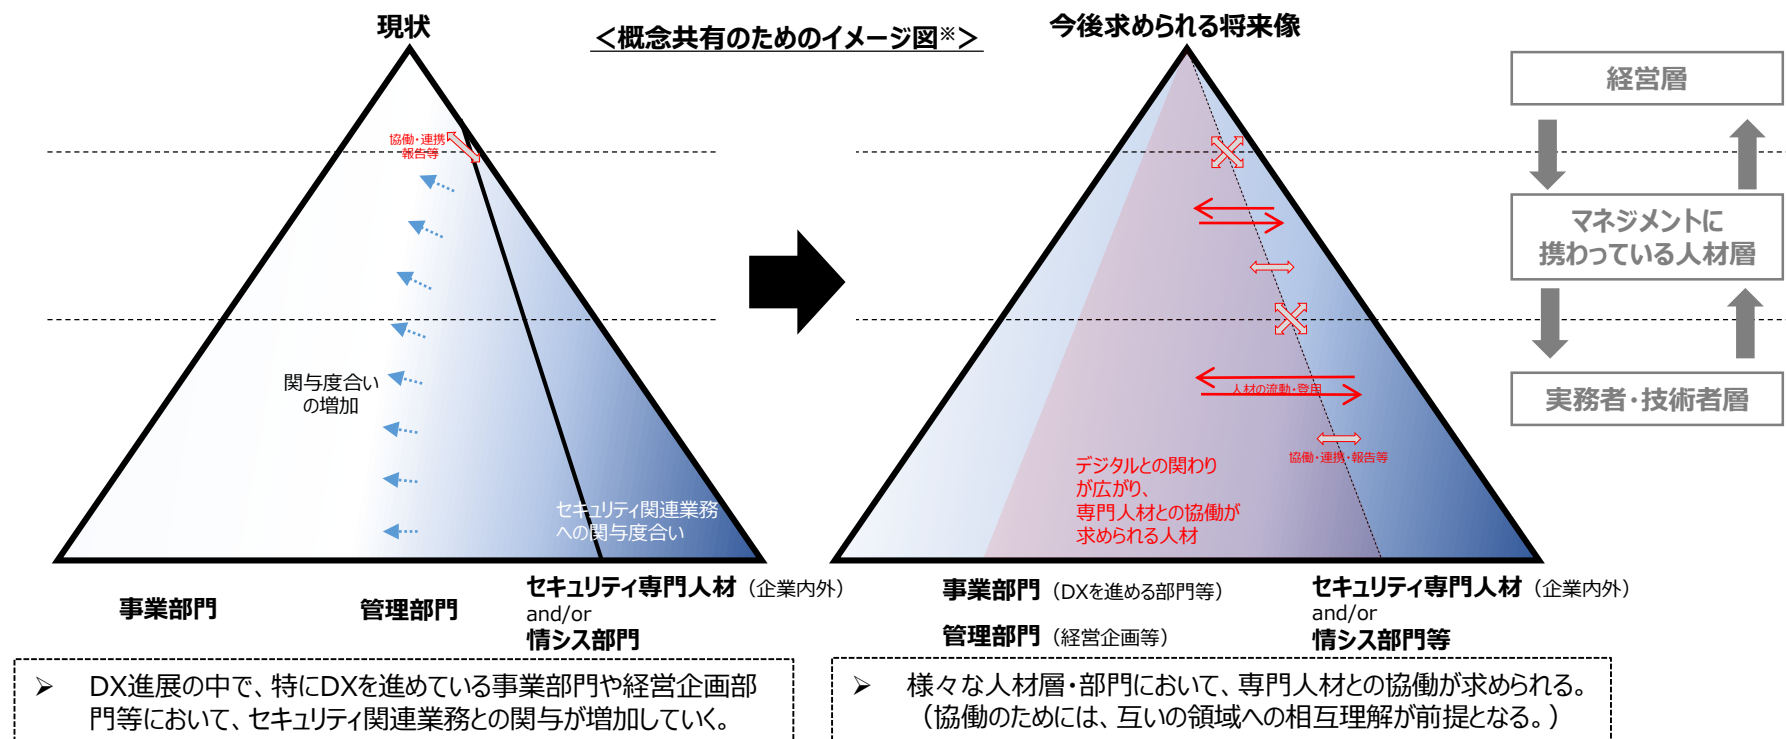 現状
＜概念共有のためのイメージ図※＞
今後求められる将来像
協働・連携・
報告等
関与度合い
の増加
セキュリティ関連業務
への関与度合い
事業部門
管理部門
セキュリティ専門人材（企業内外）
and/or
情シス部門
人材の流動・登用
協働・連携・報告等
デジタルとの関わり
が広がり、
専門人材との協働が
求められる人材
事業部門（DXを進める部門等）
管理部門（経営企画等）
セキュリティ専門人材（企業内外）
and/or
情シス部門等
経営層
マネジメントに
携わっている人材層
実務者・技術者層
➢ DX進展の中で、特にDXを進めている事業部門や経営企画部
門等において、セキュリティ関連業務との関与が増加していく。
➢ 様々な人材層・部門において、専門人材との協働が求められる。
（協働のためには、互いの領域への相互理解が前提となる。）